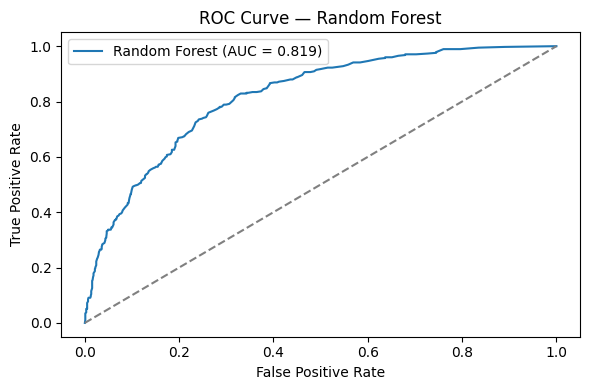 ROC Curve — Random Forest
Random Forest (AUC = 0.819)
True Positive Rate
1.0
0.8
0.6
0.4
0.2
0.0
0.0 0.2 0.4 0.6 0.8 1.0
False Positive Rate